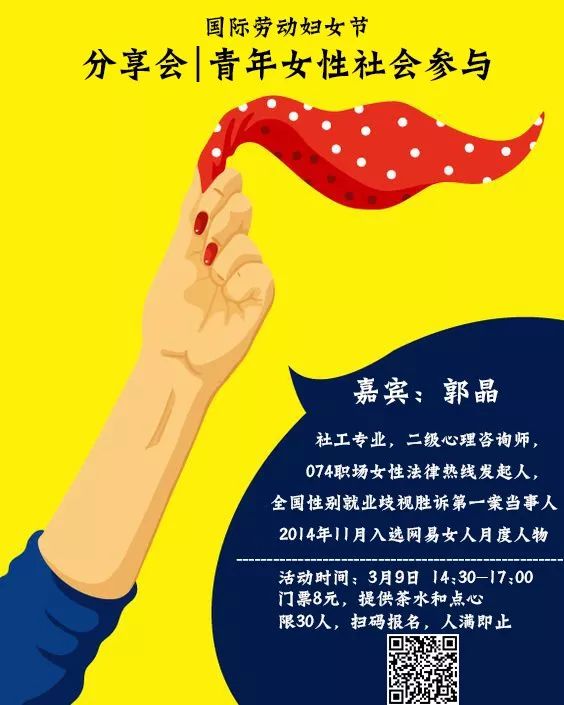 国际劳动妇女节
分享会|青年女性社会参与
嘉宾：郭晶
社工专业，二级心理咨询师，
074职场女性法律热线发起人，
全国性别就业歧视胜诉第一案当事人
2014年11月入选网易女人月度人物
活动时间：3月9日 14:30—17:00
门票8元，提供茶水和点心
限30人，扫码报名，人满即止